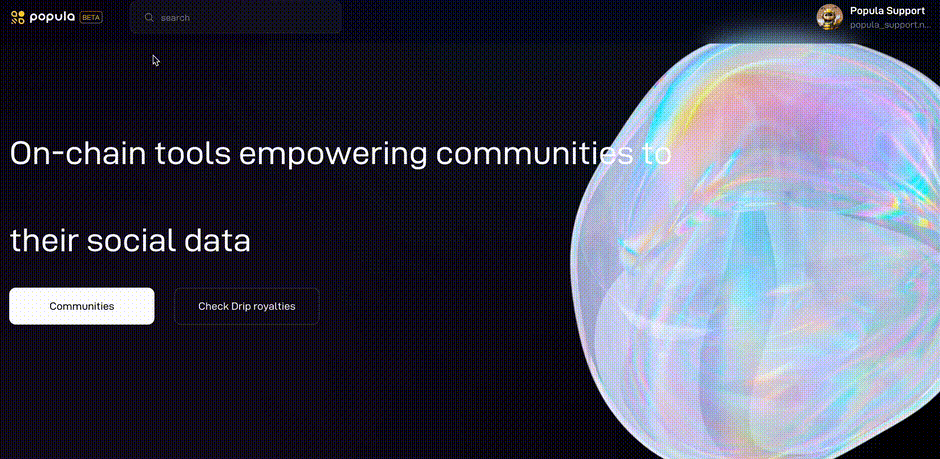 popula BETA
search
Popula Support
popula_support.n...
On-chain tools empowering communities to
their social data
Communities
Check Drip royalties